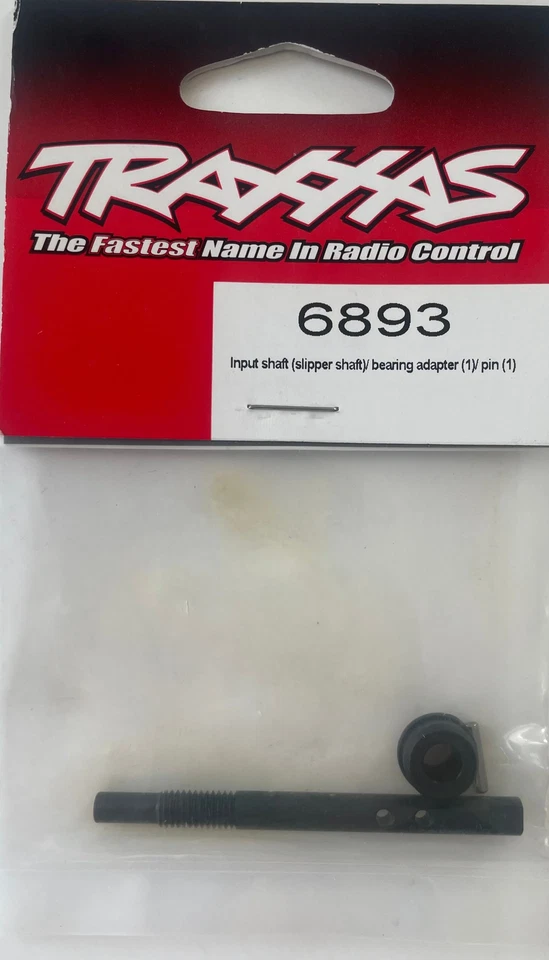 TRAXXAS
The Fastest Name In Radio Control
6893
Input shaft (slipper shaft)/ bearing adapter (1)/ pin (1)